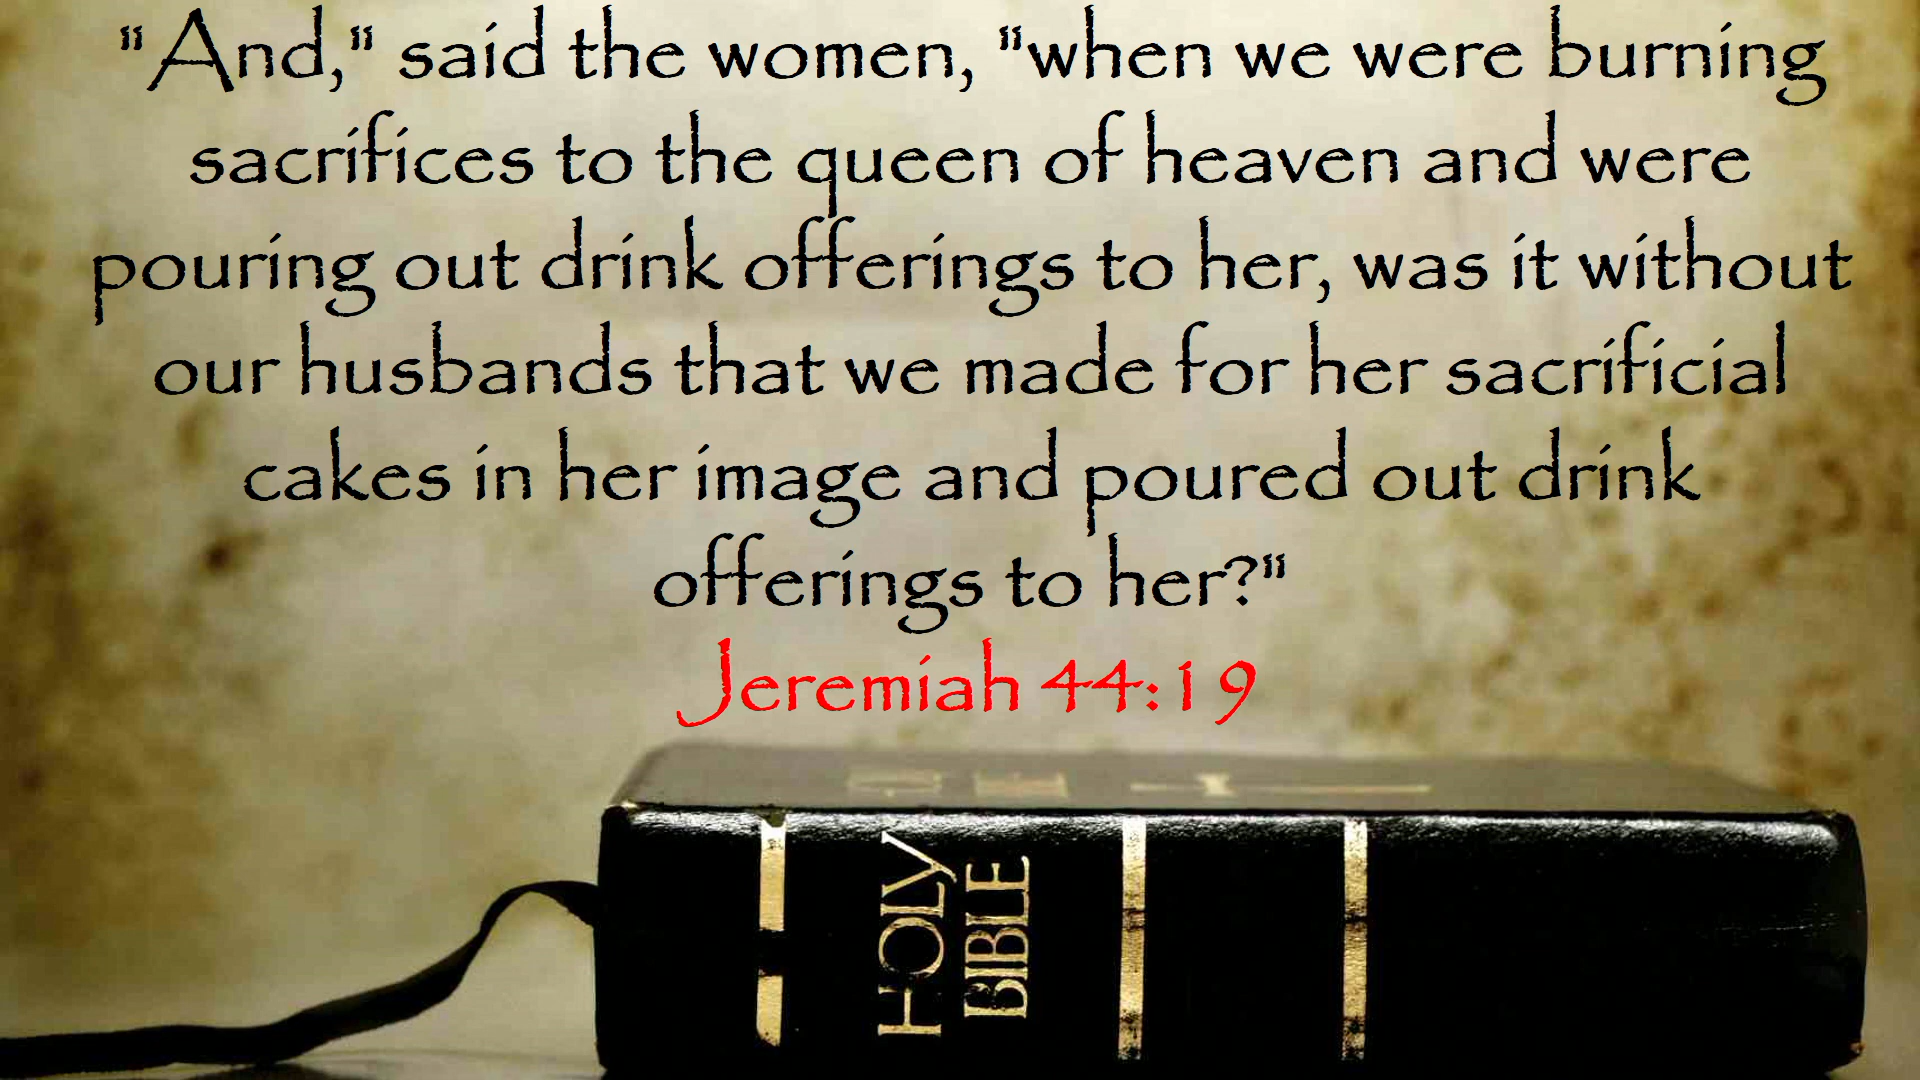 "And," said the women, "when we were burning
sacrifices to the queen of heaven and were
pouring out drink offerings to her, was it without
our husbands that we made for her sacrificial
cakes in her image and poured out drink
offerings to her?"
Jeremiah 44:19
HOLY
BIBLE